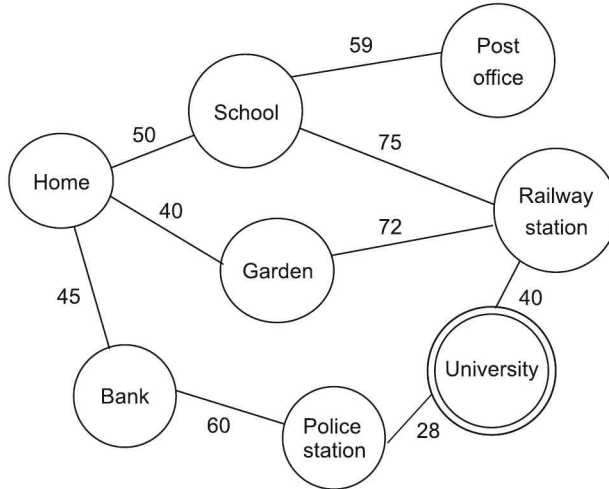 59
Post
office
School
50
75
Home
Railway
station
40
72
Garden
45
40
University
Bank
Police
station
60
28